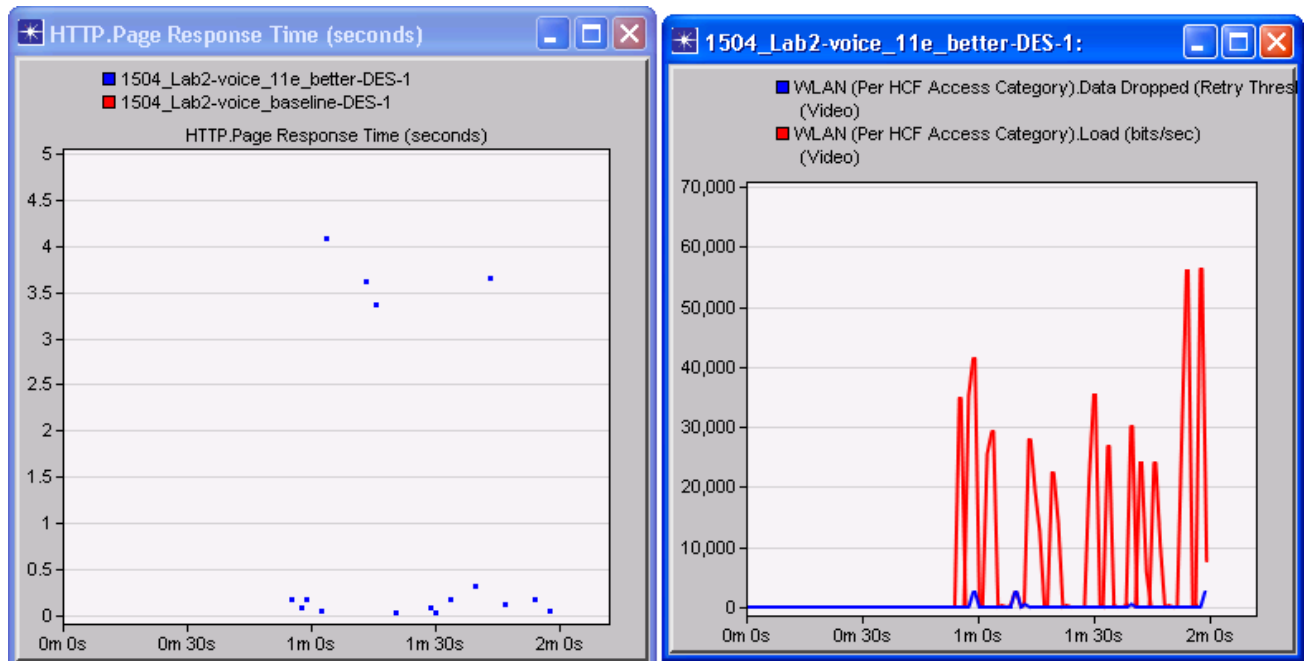 HTTP.Page Response Time (seconds)
1504_Lab2-voice_11e_better-DES-1
1504_Lab2-voice_baseline-DES-1
HTTP.Page Response Time (seconds)
5
4.5
4
3.5
3
2.5
2
1.5
1
0.5
0
0m 0s 0m 30s 1m 0s 1m 30s 2m 0s
1504_Lab2-voice_11e_better-DES-1:
WLAN (Per HCF Access Category).Data Dropped (Retry Thres
(Video)
WLAN (Per HCF Access Category).Load (bits/sec)
(Video)
70,000
60,000
50,000
40,000
30,000
20,000
10,000
0
0m 0s 0m 30s 1m 0s 1m 30s 2m 0s